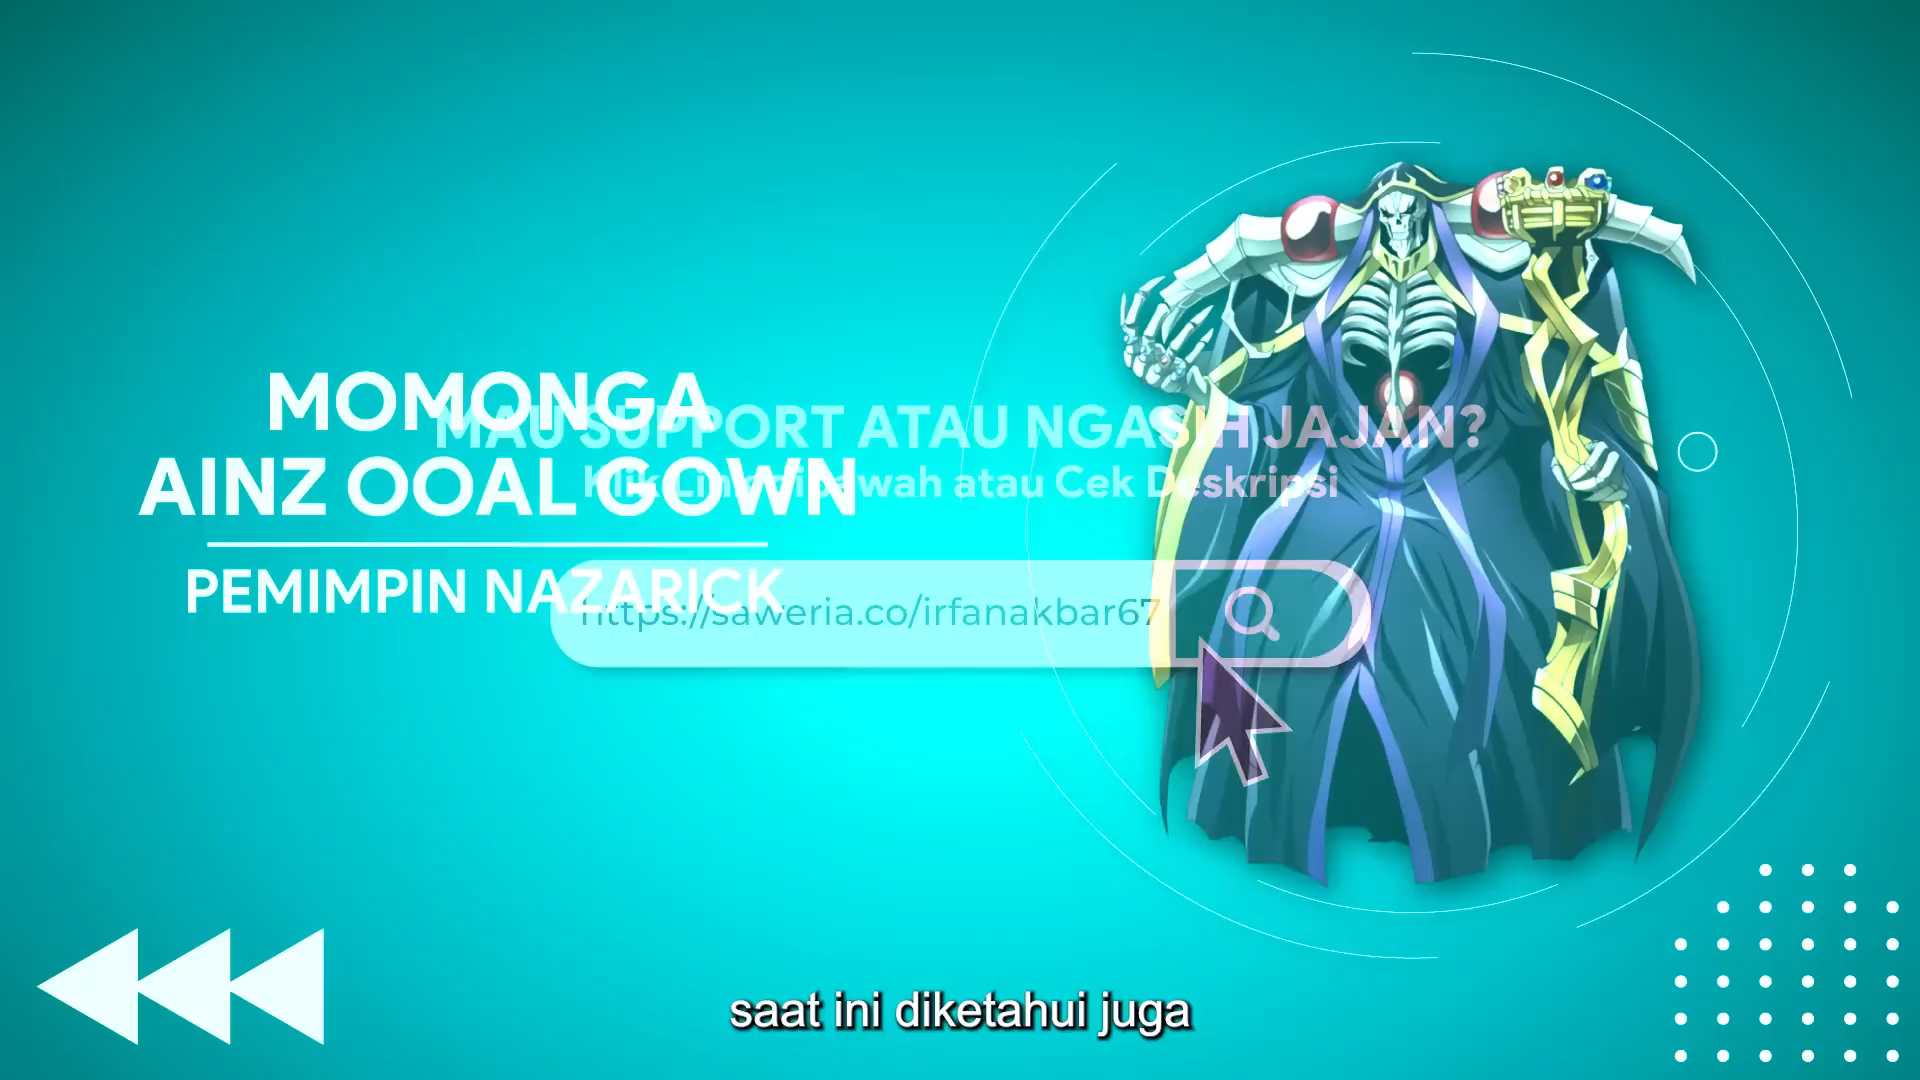 MOMONGA
AINZ OOAL GOWN
PEMIMPIN NAZARICK
MAU SUPPORT ATAU NGASIH JAJAN?
Klik Link di bawah atau Cek Deskripsi
https://saweria.co/irfanakbar67
saat ini diketahui juga